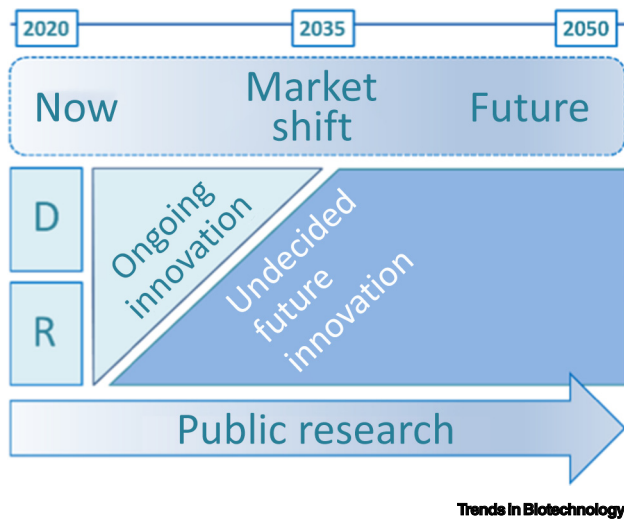 2020 2035 2050
Now Market shift Future
D
R
Ongoing
innovation
Undecided
future
innovation
Public research
Trends in Biotechnology